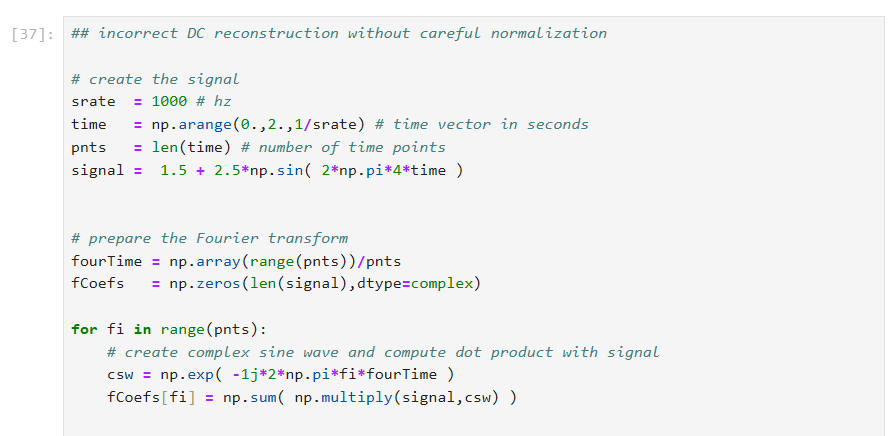 [37]: ## incorrect DC reconstruction without careful normalization
# create the signal
srate  = 1000 # hz
time   = np.arange(0.,2.,1/srate) # time vector in seconds
pnts   = len(time) # number of time points
signal =  1.5 + 2.5*np.sin( 2*np.pi*4*time )
# prepare the Fourier transform
fourTime = np.array(range(pnts))/pnts
fCoefs   = np.zeros(len(signal),dtype=complex)
for fi in range(pnts):
    # create complex sine wave and compute dot product with signal
    csw = np.exp( -1j*2*np.pi*fi*fourTime )
    fCoefs[fi] = np.sum( np.multiply(signal,csw) )